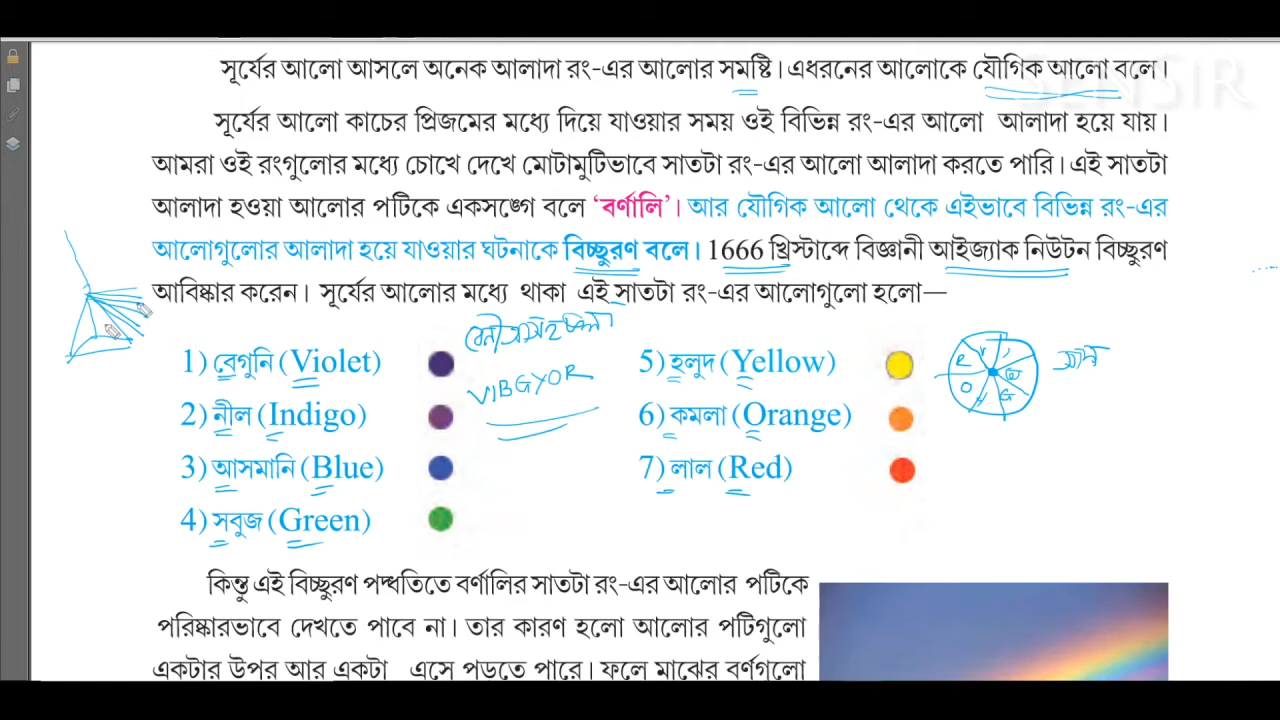 সূর্যের আলো আসলে অনেক আলাদা রং-এর আলোর সমষ্টি। এধরনের আলোকে যৌগিক আলো বলে।
SENSIR
সূর্যের আলো কাচের প্রিজমের মধ্যে দিয়ে যাওয়ার সময় ওই বিভিন্ন রং-এর আলো আলাদা হয়ে যায়।
আমরা ওই রংগুলোর মধ্যে চোখে দেখে মোটামুটিভাবে সাতটা রং-এর আলো আলাদা করতে পারি। এই সাতটা
আলাদা হওয়া আলোর পটিকে একসঙ্গে বলে ‘বর্ণালি’। আর যৌগিক আলো থেকে এইভাবে বিভিন্ন রং-এর
আলোগুলোর আলাদা হয়ে যাওয়ার ঘটনাকে বিচ্ছুরণ বলে। 1666 খ্রিস্টাব্দে বিজ্ঞানী আইজ্যাক নিউটন বিচ্ছুরণ
আবিষ্কার করেন। সূর্যের আলোর মধ্যে থাকা এই সাতটা রং-এর আলোগুলো হলো—
1) বেগুনি (Violet)
2) নীল (Indigo)
3) আসমানি (Blue)
4) সবুজ (Green)
বেনীআসহকলা
VIBGYOR
5) হলুদ (Yellow)
6) কমলা (Orange)
7) লাল (Red)
R
V
I
B
G
Y
O
কিন্তু এই বিচ্ছুরণ পদ্ধতিতে বর্ণালির সাতটা রং-এর আলোর পটিকে
পরিষ্কারভাবে দেখতে পাবে না। তার কারণ হলো আলোর পটিগুলো
একটার উপর আর একটা এসে পড়তে পারে। ফলে মাঝের বর্ণগুলো